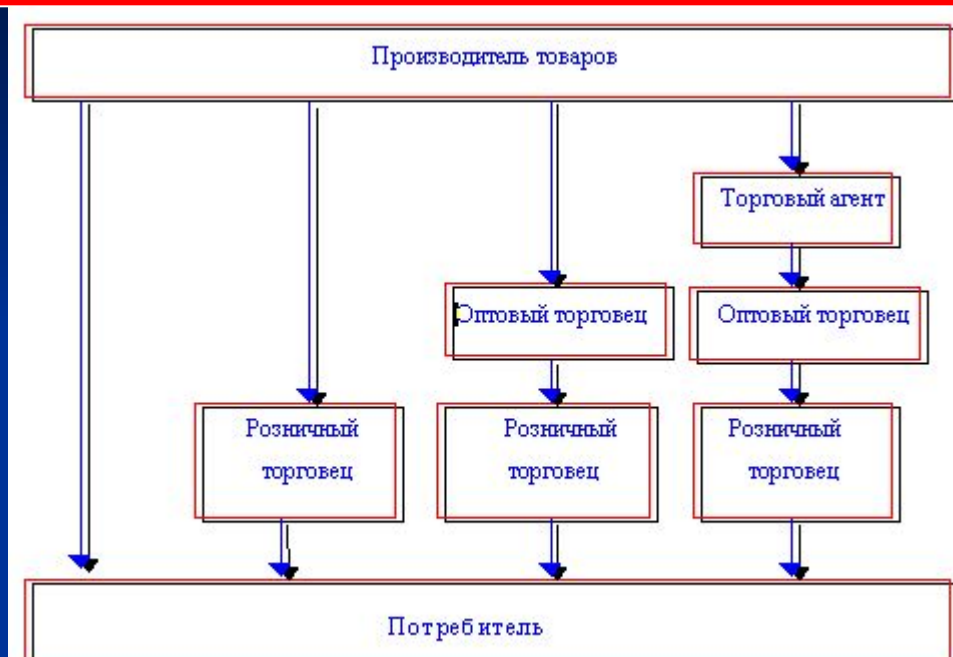 Производитель товаров
Торговый агент
Оптовый торговец
Оптовый торговец
Розничный
торговец
Розничный
торговец
Розничный
торговец
Потребитель